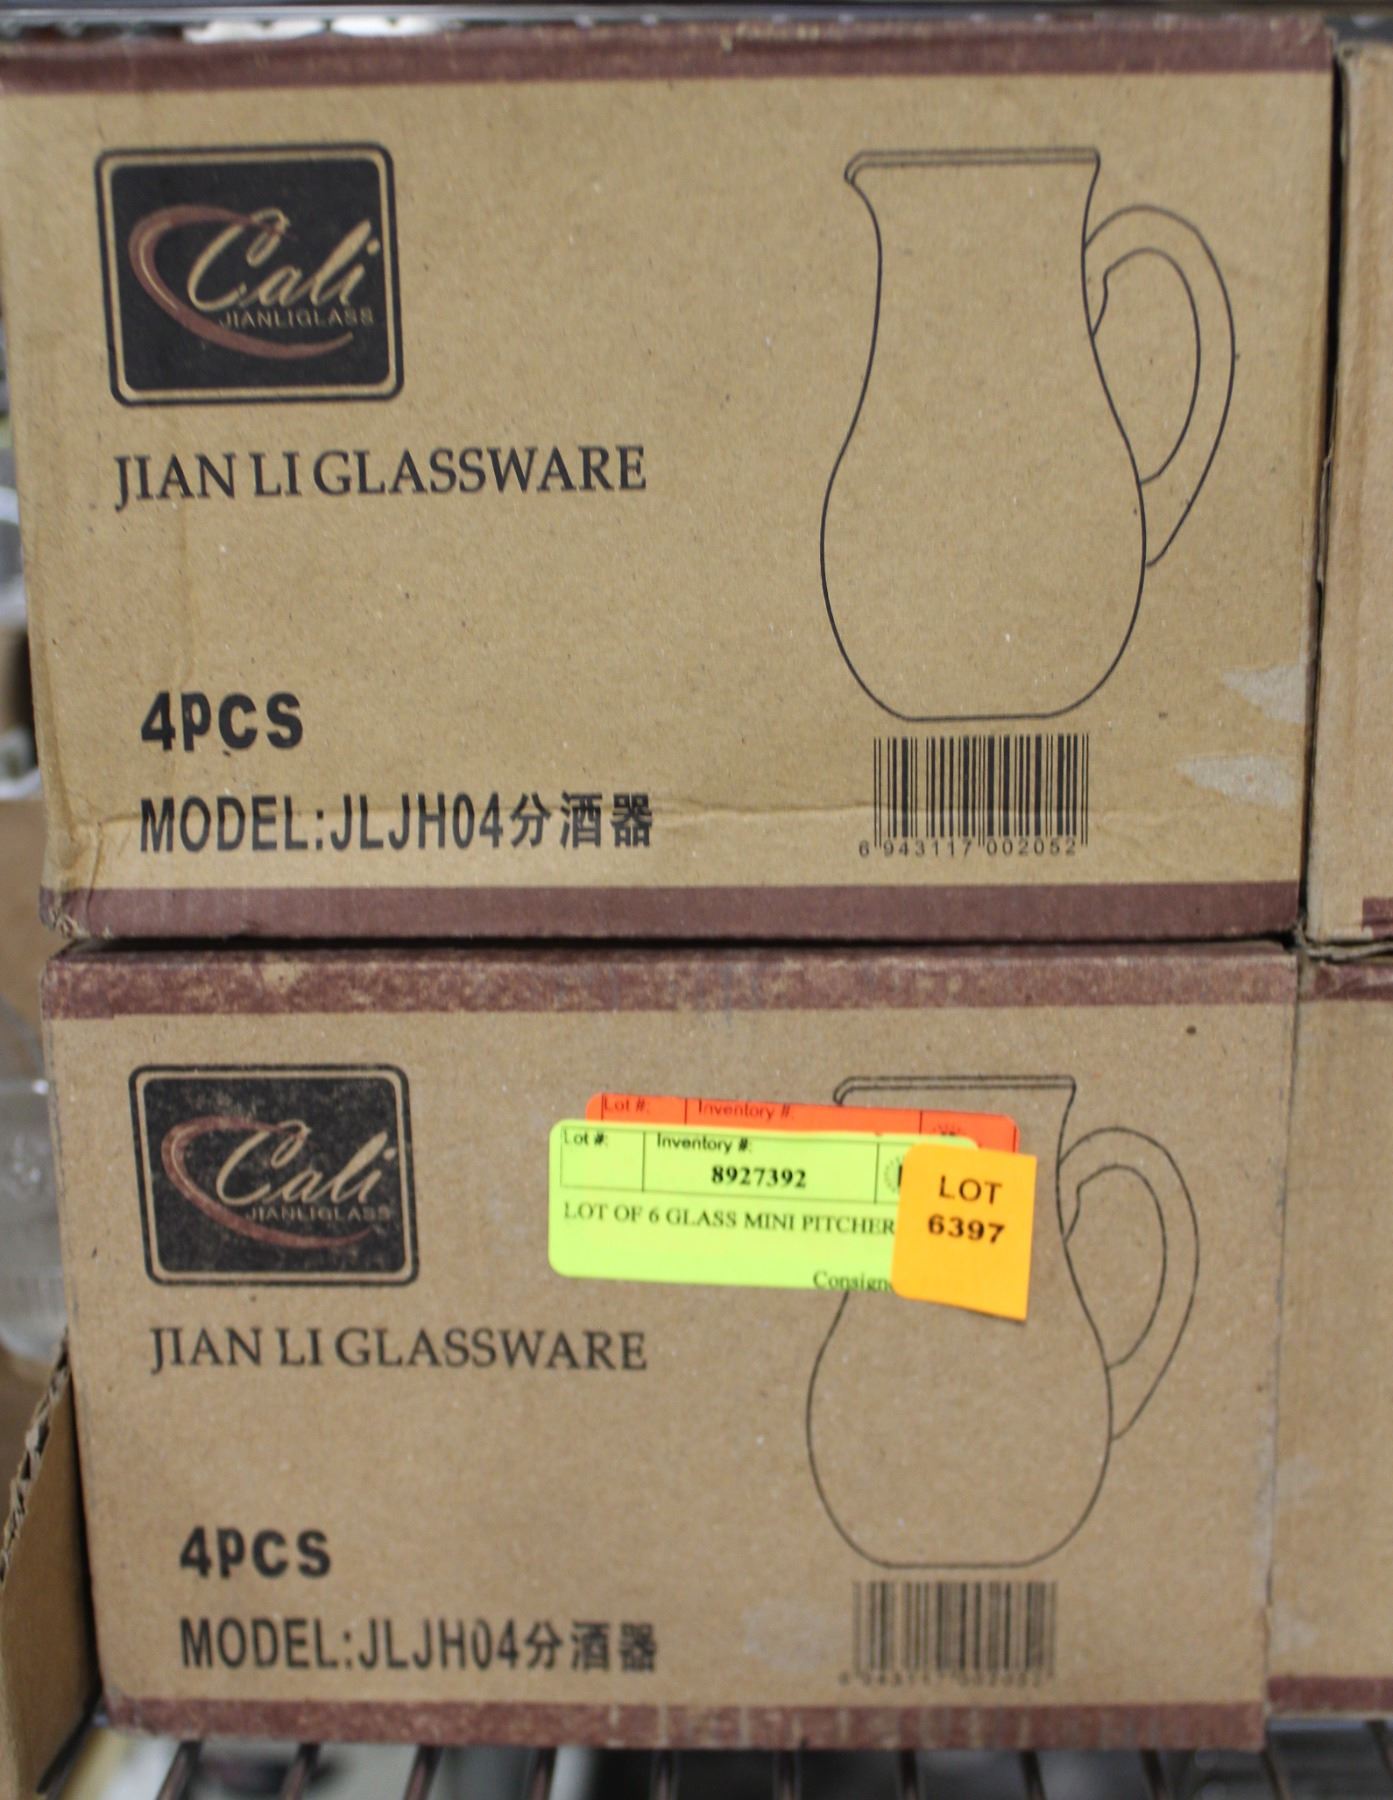 Cali
JIANLIGLASS
JIAN LI GLASSWARE
4PCS
MODEL:JLJH04分酒器
6 943117 002052
Cali
JIANLIGLASS
Lot #: Inventory #:
Lot #: Inventory #:
8927392
LOT OF 6 GLASS MINI PITCHER
LOT
6397
JIAN LI GLASSWARE
4PCS
MODEL:JLJH04分酒器